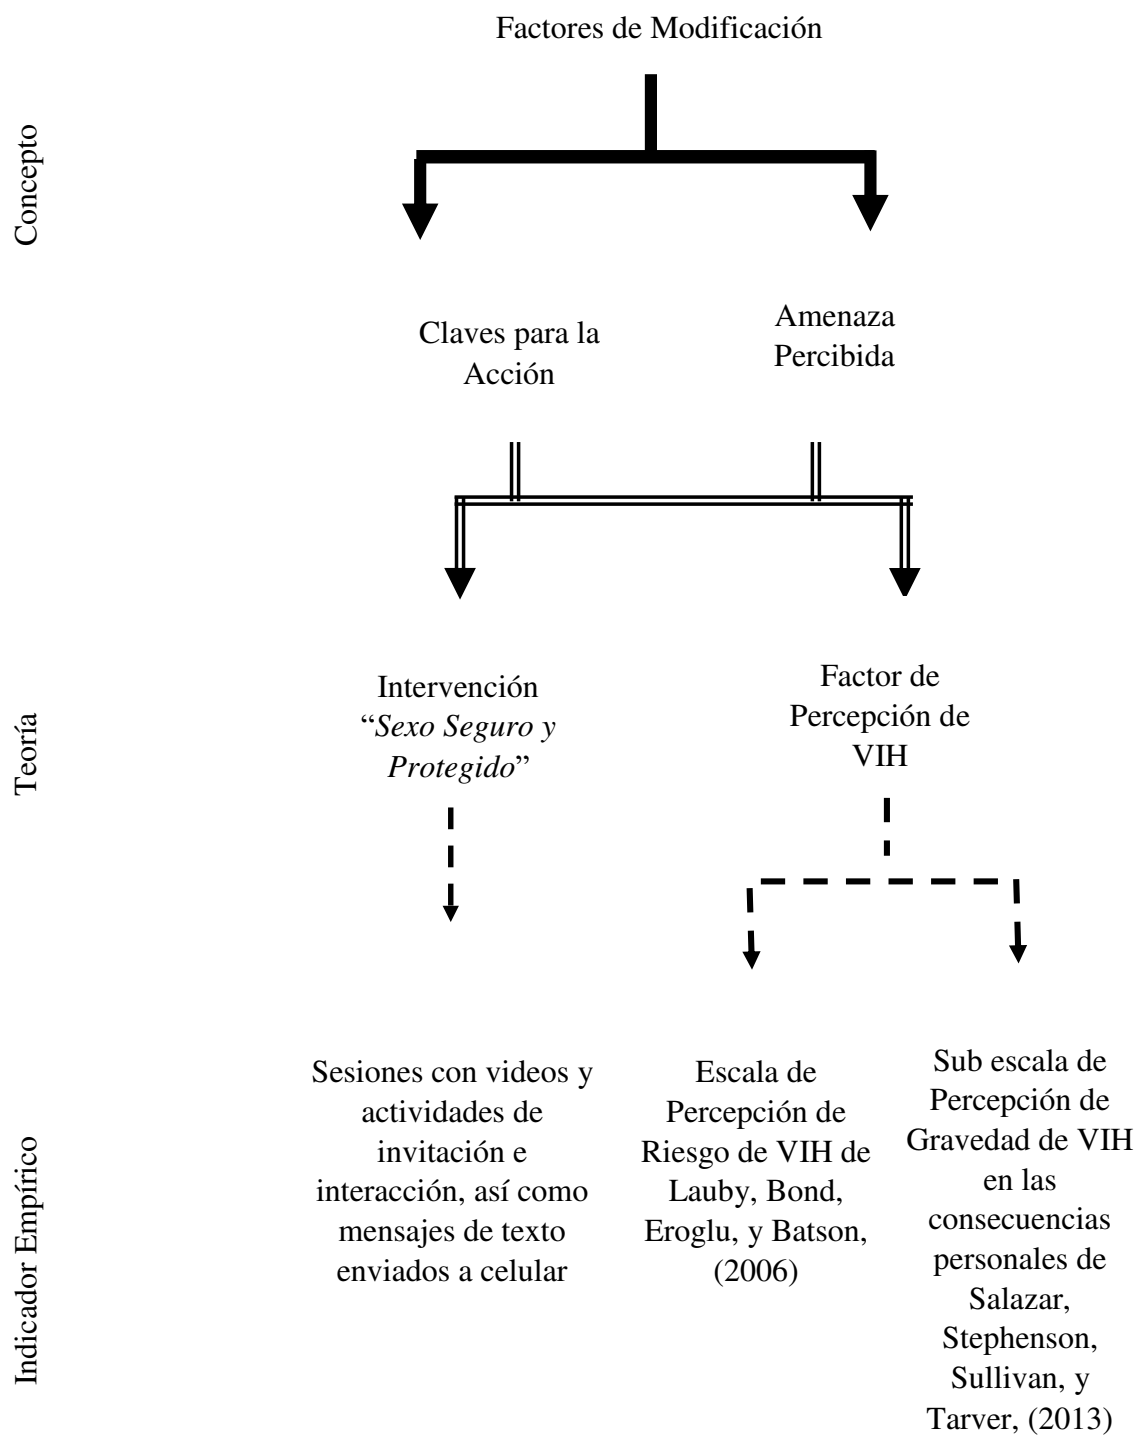 Factores de Modificación
Concepto
Claves para la
Acción
Amenaza
Percibida
Teoría
Intervención
“Sexo Seguro y
Protegido”
Factor de
Percepción de
VIH
Indicador Empírico
Sesiones con videos y
actividades de
invitación e
interacción, así como
mensajes de texto
enviados a celular
Escala de
Percepción de
Riesgo de VIH de
Lauby, Bond,
Eroglu, y Batson,
(2006)
Sub escala de
Percepción de
Gravedad de VIH
en las
consecuencias
personales de
Salazar,
Stephenson,
Sullivan, y
Tarver, (2013)